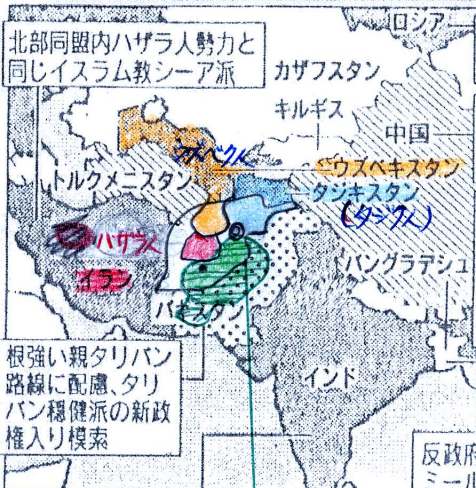 ロシア
北部同盟内ハザラ人勢力と
同じイスラム教シーア派
カザフスタン
キルギス
中国
ウズベク人
ウズベキスタン
トルクメニスタン
タジキスタン
(タジク人)
ハザラ人
イラン
バングラデシュ
パキスタン
インド
根強い親タリバン
路線に配慮、タリ
バン穏健派の新政
権入り模索
反政府